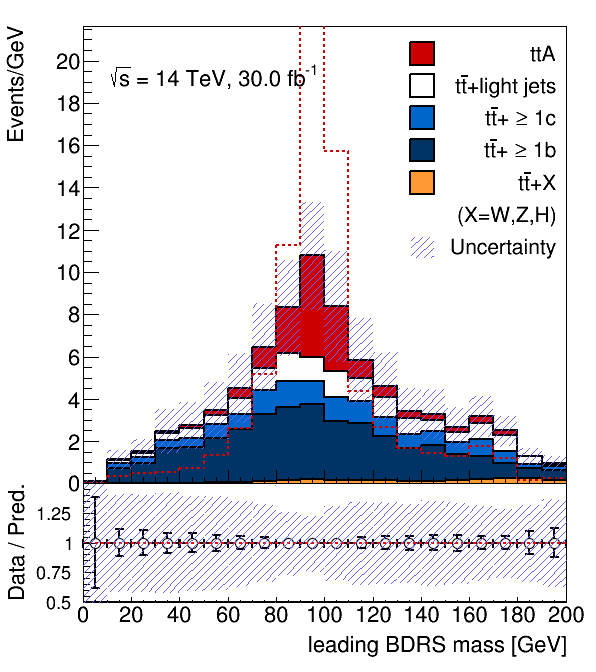 Events/GeV
√s = 14 TeV, 30.0 fb⁻¹
ttA
tt̄+light jets
tt̄+ ≥ 1c
tt̄+ ≥ 1b
tt̄+X
(X=W,Z,H)
Uncertainty
20
18
16
14
12
10
8
6
4
2
0
Data / Pred.
1.25
1
0.75
0.5
0 20 40 60 80 100 120 140 160 180 200
leading BDRS mass [GeV]